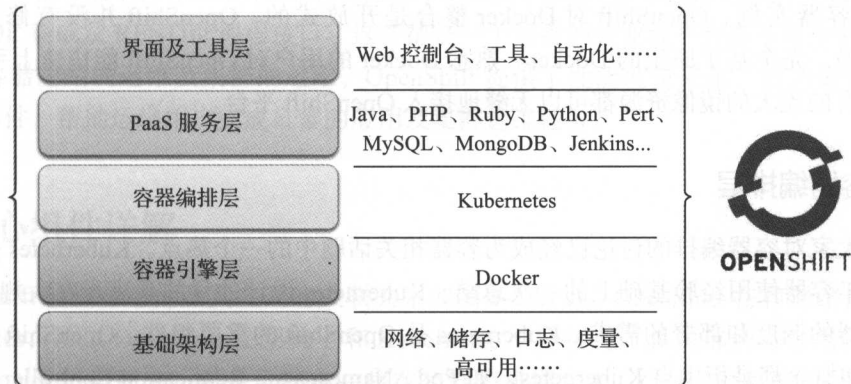 界面及工具层 Web 控制台、工具、自动化……
PaaS 服务层 Java、PHP、Ruby、Python、Pert、
MySQL、MongoDB、Jenkins...
容器编排层 Kubernetes
容器引擎层 Docker
基础架构层 网络、储存、日志、度量、
高可用……
OPENSHIFT